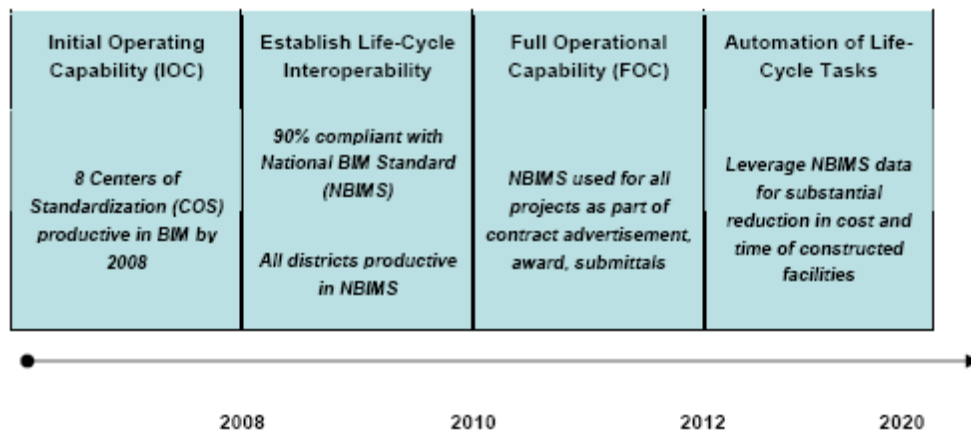 Initial Operating
Capability (IOC)
8 Centers of
Standardization (COS)
productive in BIM by
2008
Establish Life-Cycle
Interoperability
90% compliant with
National BIM Standard
(NBIMS)
All districts productive
in NBIMS
Full Operational
Capability (FOC)
NBIMS used for all
projects as part of
contract advertisement,
award, submittals
Automation of Life-
Cycle Tasks
Leverage NBIMS data
for substantial
reduction in cost and
time of constructed
facilities
2008
2010
2012
2020